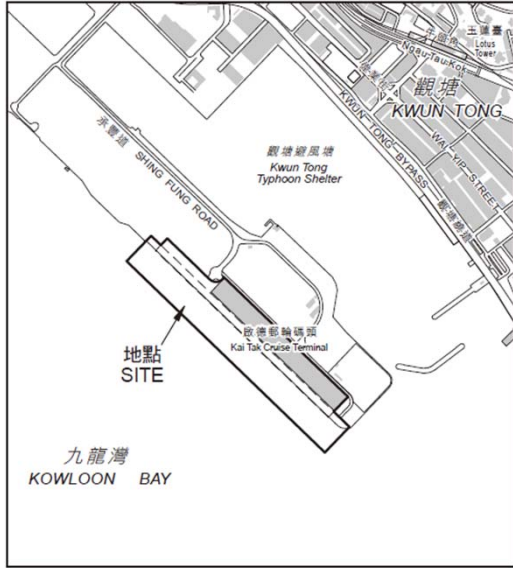 玉蓮臺
Lotus
Tower
牛頭角
Ngau Tau Kok
偉業街
觀塘
KWUN TONG
承豐道 SHING FUNG ROAD
觀塘避風塘
Kwun Tong
Typhoon Shelter
KWUN TONG BYPASS 觀塘繞道
WAI YIP STREET
啟德郵輪碼頭
Kai Tak Cruise Terminal
地點
SITE
九龍灣
KOWLOON BAY